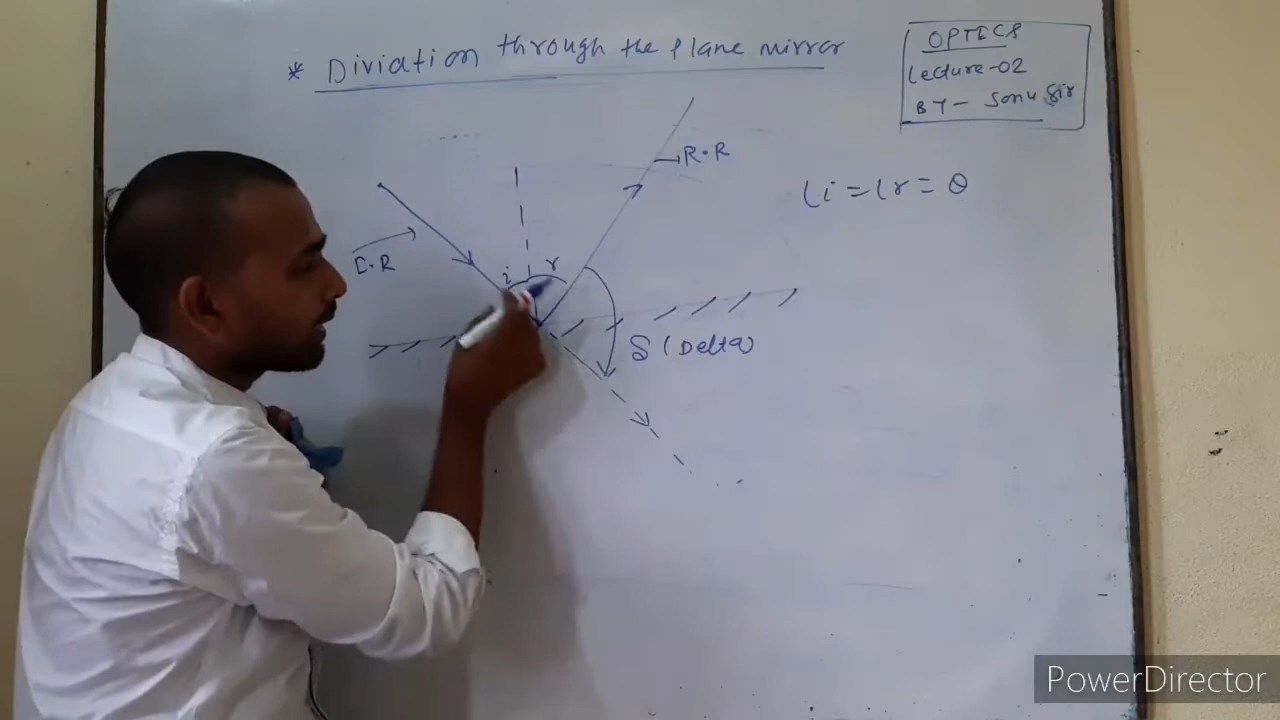 * Diviation through the plane mirror
OPTICS
Lecture-02
BY - Sonu Sir
R.R
∠i = ∠r = θ
I.R
i
r
δ (Delta)
PowerDirector